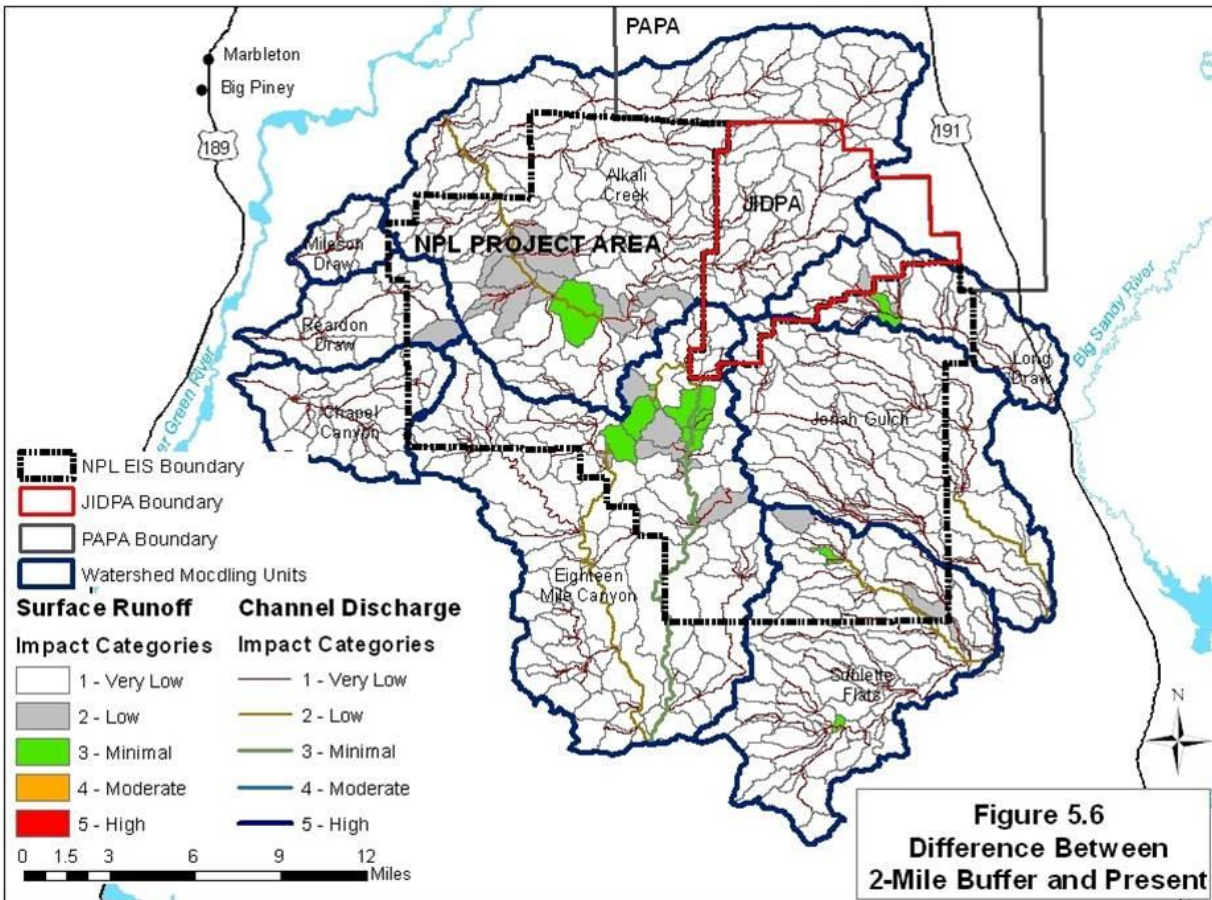 PAPA
Marbleton
Big Piney
189
191
Alkali
Creek
JIDPA
NPL PROJECT AREA
Mileson
Draw
Reardon
Draw
Big Sandy River
Long
Draw
Chapel
Canyon
Jonah Gulch
er Green River
NPL EIS Boundary
JIDPA Boundary
PAPA Boundary
Watershed Mocdling Units
Eighteen
Mile Canyon
Sublette
Flats
Surface Runoff
Impact Categories
1 - Very Low
2 - Low
3 - Minimal
4 - Moderate
5 - High
Channel Discharge
Impact Categories
1 - Very Low
2 - Low
3 - Minimal
4 - Moderate
5 - High
0 1.5 3 6 9 12
Miles
N
Figure 5.6
Difference Between
2-Mile Buffer and Present